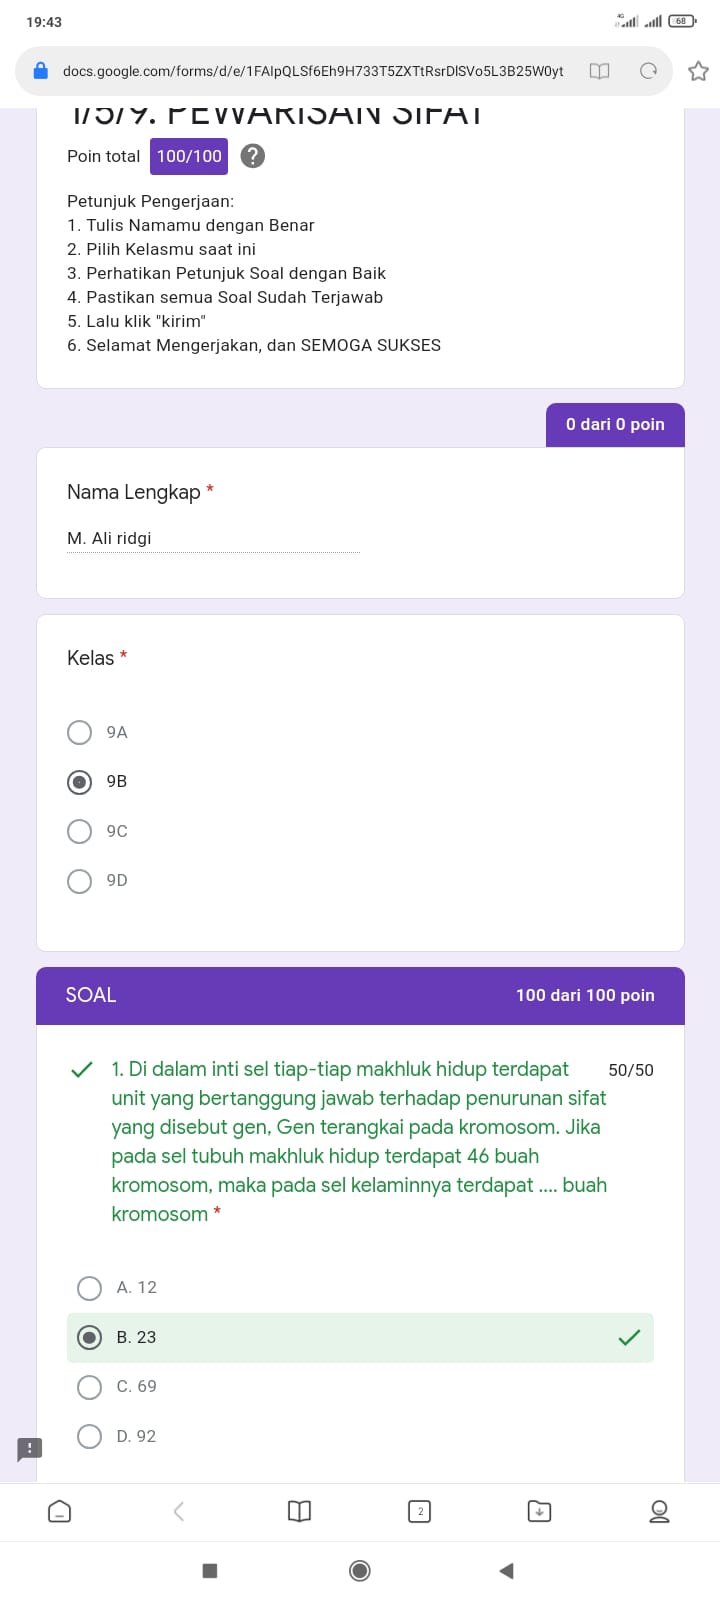 19:43
4G
68
docs.google.com/forms/d/e/1FAIpQLSf6Eh9H733T5ZXTtRsrDlSVo5L3B25W0yt
1/5/9. PEWARISAN SIFAT
Poin total 100/100 ?
Petunjuk Pengerjaan:
1. Tulis Namamu dengan Benar
2. Pilih Kelasmu saat ini
3. Perhatikan Petunjuk Soal dengan Baik
4. Pastikan semua Soal Sudah Terjawab
5. Lalu klik "kirim"
6. Selamat Mengerjakan, dan SEMOGA SUKSES
0 dari 0 poin
Nama Lengkap *
M. Ali ridgi
Kelas *
9A
9B
9C
9D
SOAL 100 dari 100 poin
1. Di dalam inti sel tiap-tiap makhluk hidup terdapat 50/50
unit yang bertanggung jawab terhadap penurunan sifat
yang disebut gen, Gen terangkai pada kromosom. Jika
pada sel tubuh makhluk hidup terdapat 46 buah
kromosom, maka pada sel kelaminnya terdapat .... buah
kromosom *
A. 12
B. 23
C. 69
D. 92
2